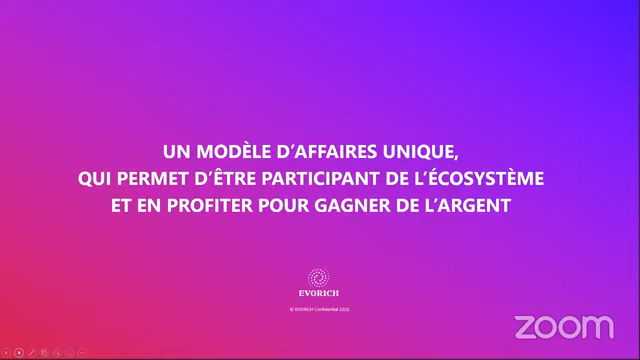 UN MODÈLE D’AFFAIRES UNIQUE,
QUI PERMET D’ÊTRE PARTICIPANT DE L’ÉCOSYSTÈME
ET EN PROFITER POUR GAGNER DE L’ARGENT
EVORICH
© EVORICH Confidential 2020
zoom